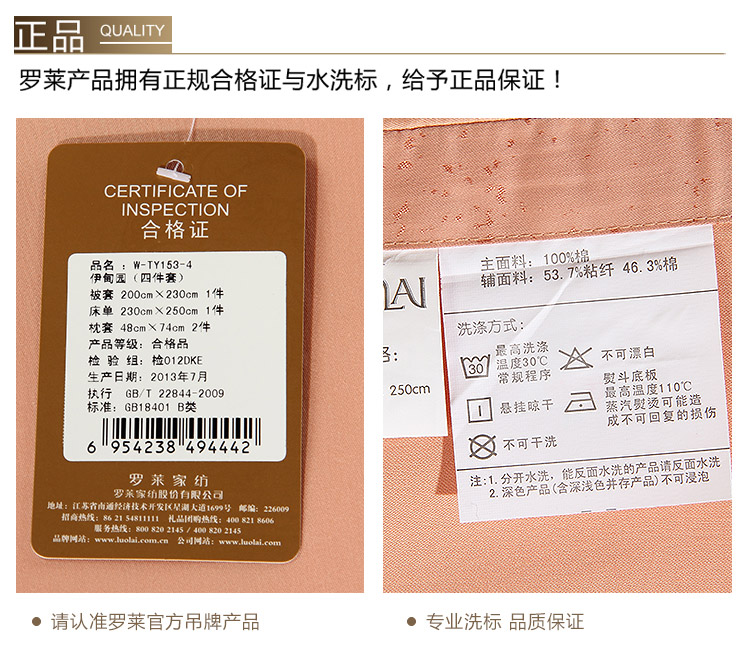 正品 QUALITY
罗莱产品拥有正规合格证与水洗标，给予正品保证！
CERTIFICATE OF
INSPECTION
合格证
品名：W-TY153-4
伊甸园（四件套）
被套 200cm×230cm 1件
床单 230cm×250cm 1件
枕套 48cm×74cm 2件
产品等级：合格品
检 验 组：检012DKE
生产日期：2013年7月
执行 GB/T 22844-2009
标准：GB18401 B类
6 954238 494442
罗莱家纺
罗莱家纺股份有限公司
地址：江苏省南通经济技术开发区星湖大道1699号 邮编：226009
招商热线：86 21 54811111 礼品团购热线：400 821 8606
服务热线：800 820 2145 / 400 820 2145
品牌网站：www.luolai.com.cn 公司网站：www.luolai.com
LAI
格：
250cm
主面料：100%棉
辅面料：53.7%粘纤 46.3%棉
洗涤方式：
30
最高洗涤
温度30℃
常规程序
不可漂白
悬挂晾干
熨斗底板
最高温度110℃
蒸汽熨烫可能造
成不可回复的损伤
不可干洗
注：1.分开水洗，能反面水洗的产品请反面水洗
2.深色产品(含深浅色并存产品)不可浸泡
请认准罗莱官方吊牌产品
专业洗标 品质保证